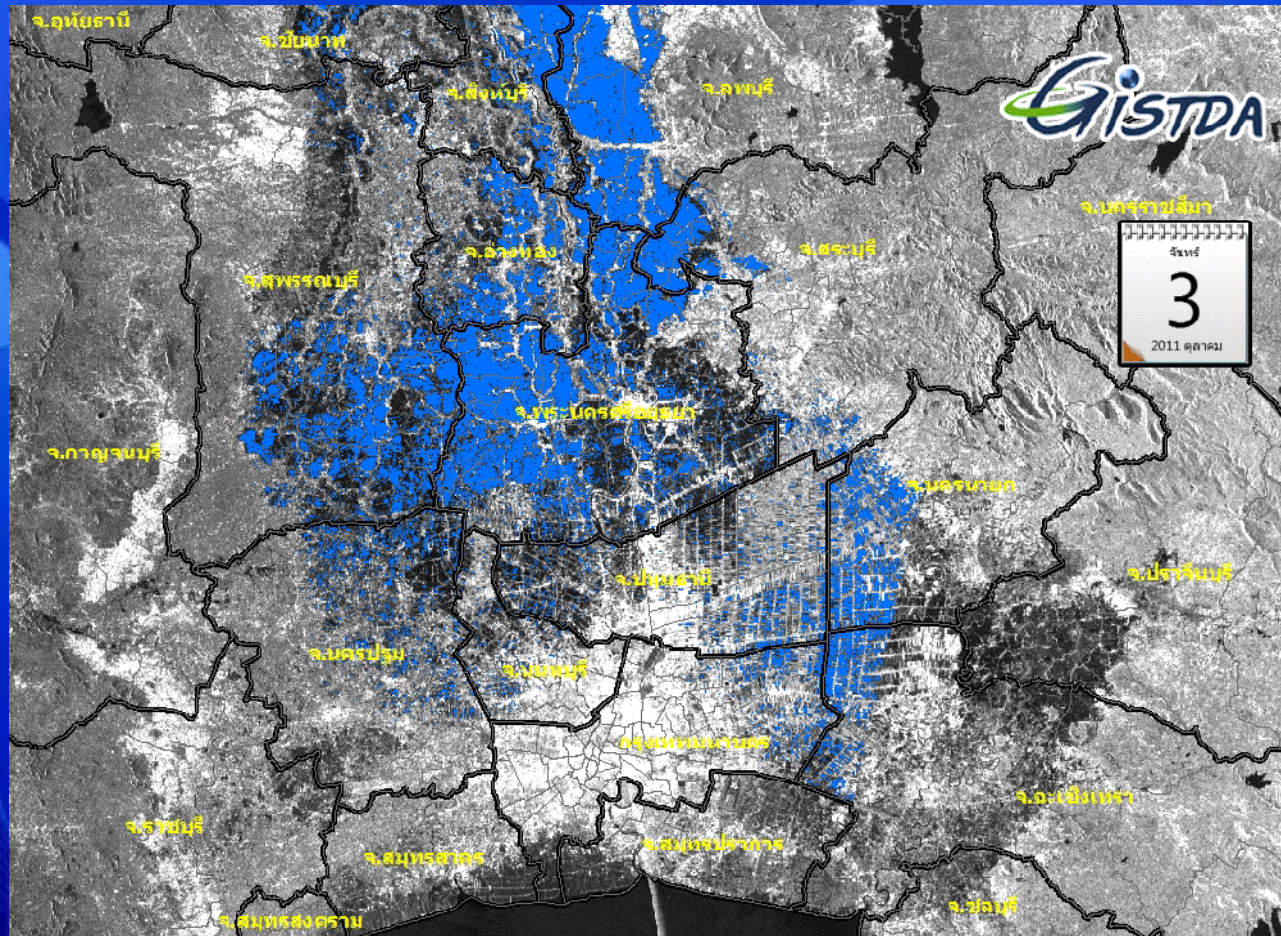 จ.อุทัยธานี
จ.ชัยนาท
จ.สิงห์บุรี
จ.ลพบุรี
GISTDA
จ.นครราชสีมา
จ.อ่างทอง
จ.สระบุรี
จันทร์
3
2011 ตุลาคม
จ.สุพรรณบุรี
จ.พระนครศรีอยุธยา
จ.กาญจนบุรี
จ.นครนายก
จ.ปทุมธานี
จ.ปราจีนบุรี
จ.นครปฐม
จ.นนทบุรี
กรุงเทพมหานคร
จ.ฉะเชิงเทรา
จ.ราชบุรี
จ.สมุทรสาคร
จ.สมุทรปราการ
จ.ชลบุรี
จ.สมุทรสงคราม